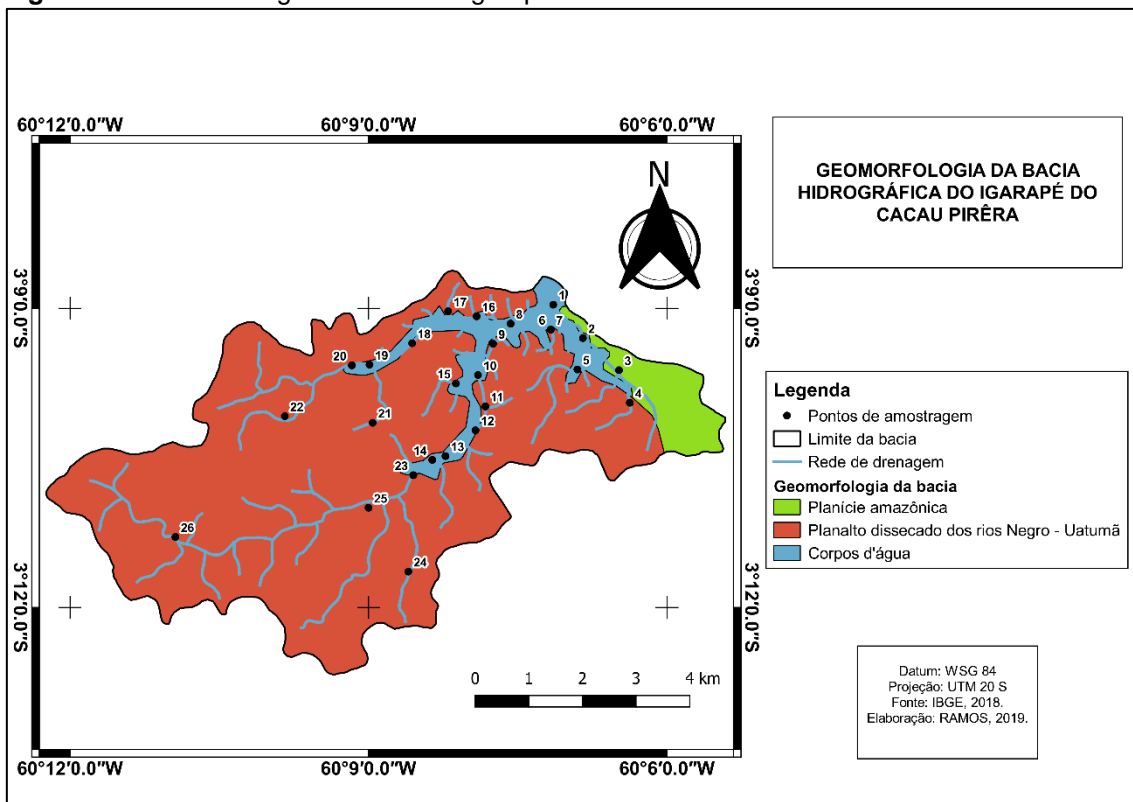 60°12'0.0"W
60°9'0.0"W
60°6'0.0"W
N
3°9'0.0"S
3°9'0.0"S
3°12'0.0"S
3°12'0.0"S
1
2
3
4
5
6
7
8
9
10
11
12
13
14
15
16
17
18
19
20
21
22
23
24
25
26
0 1 2 3 4 km
60°12'0.0"W
60°9'0.0"W
60°6'0.0"W
GEOMORFOLOGIA DA BACIA
HIDROGRÁFICA DO IGARAPÉ DO
CACAU PIRÊRA
Legenda
Pontos de amostragem
Limite da bacia
Rede de drenagem
Geomorfologia da bacia
Planície amazônica
Planalto dissecado dos rios Negro - Uatumã
Corpos d'água
Datum: WSG 84
Projeção: UTM 20 S
Fonte: IBGE, 2018.
Elaboração: RAMOS, 2019.